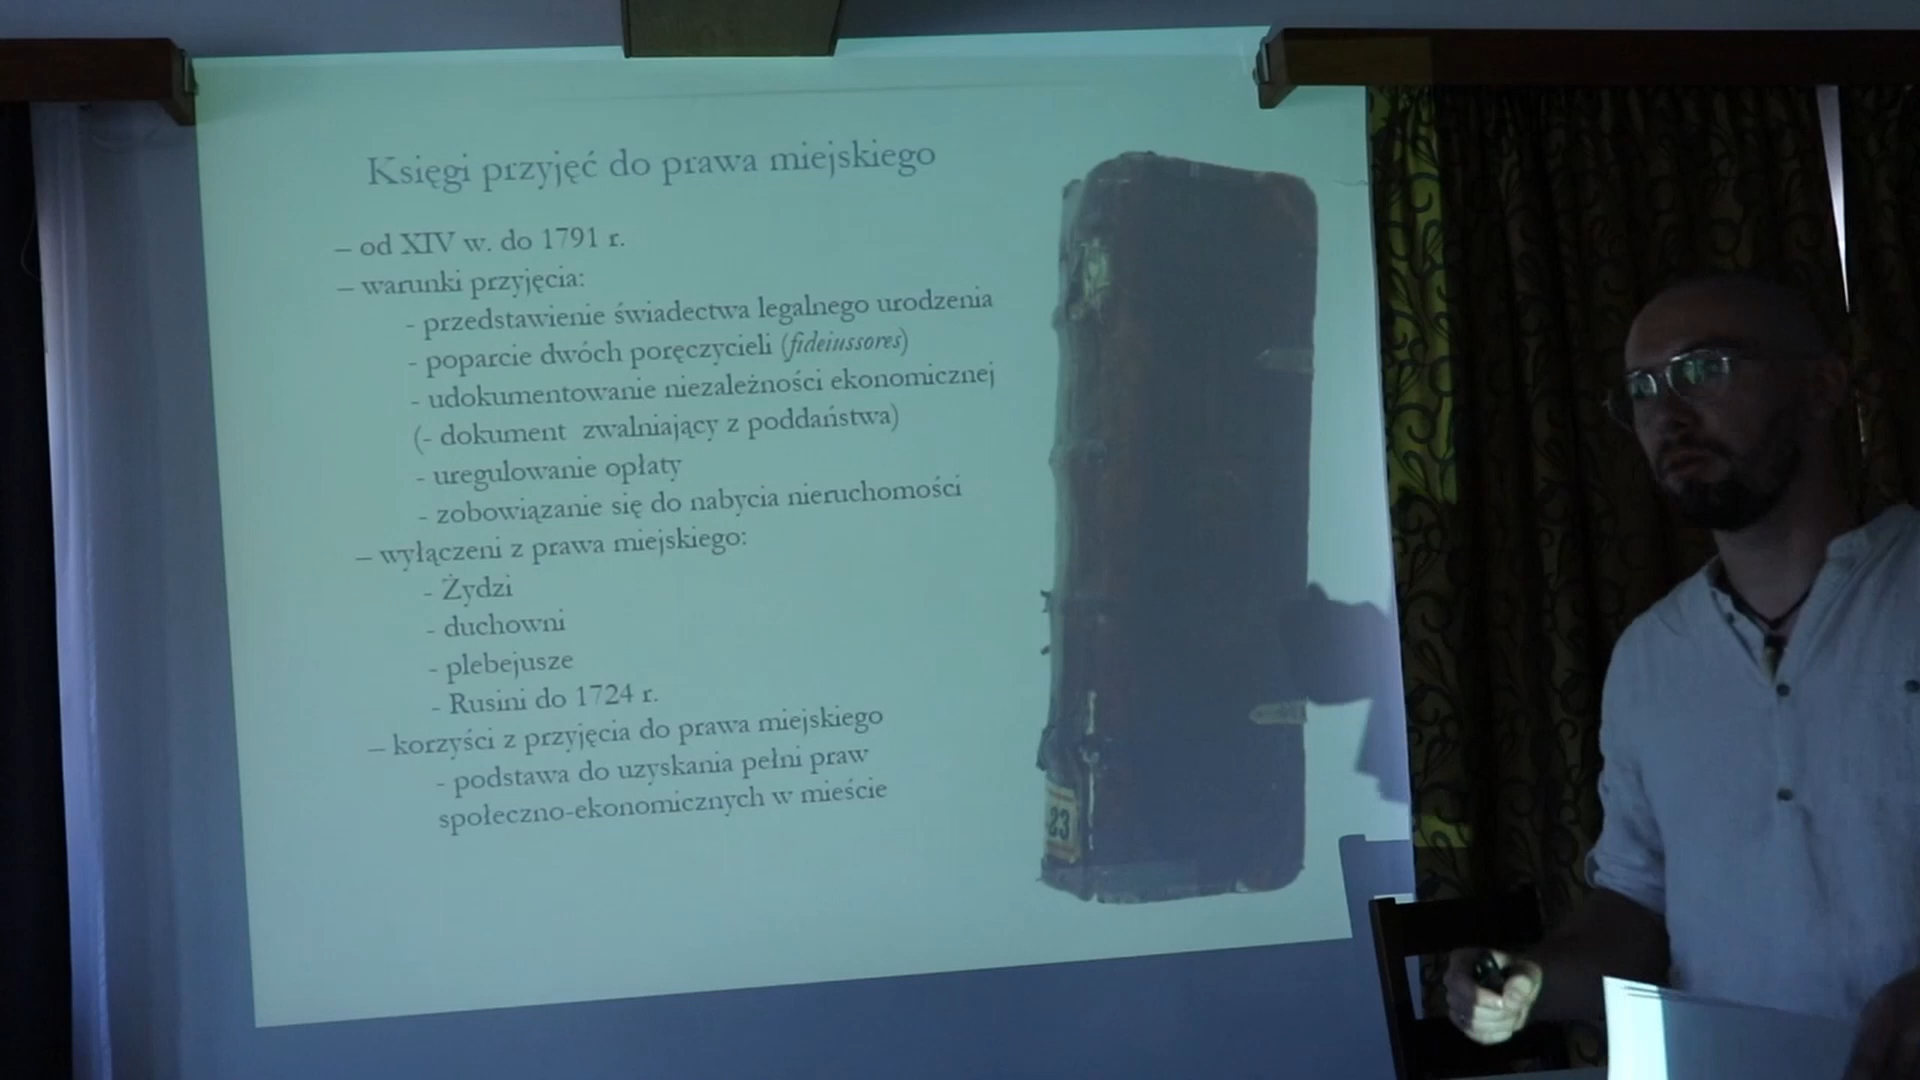 Księgi przyjęć do prawa miejskiego
– od XIV w. do 1791 r.
– warunki przyjęcia:
- przedstawienie świadectwa legalnego urodzenia
- poparcie dwóch poręczycieli (fideiussores)
- udokumentowanie niezależności ekonomicznej
(- dokument zwalniający z poddaństwa)
- uregulowanie opłaty
- zobowiązanie się do nabycia nieruchomości
– wyłączeni z prawa miejskiego:
- Żydzi
- duchowni
- plebejusze
- Rusini do 1724 r.
– korzyści z przyjęcia do prawa miejskiego
- podstawa do uzyskania pełni praw
społeczno-ekonomicznych w mieście
23